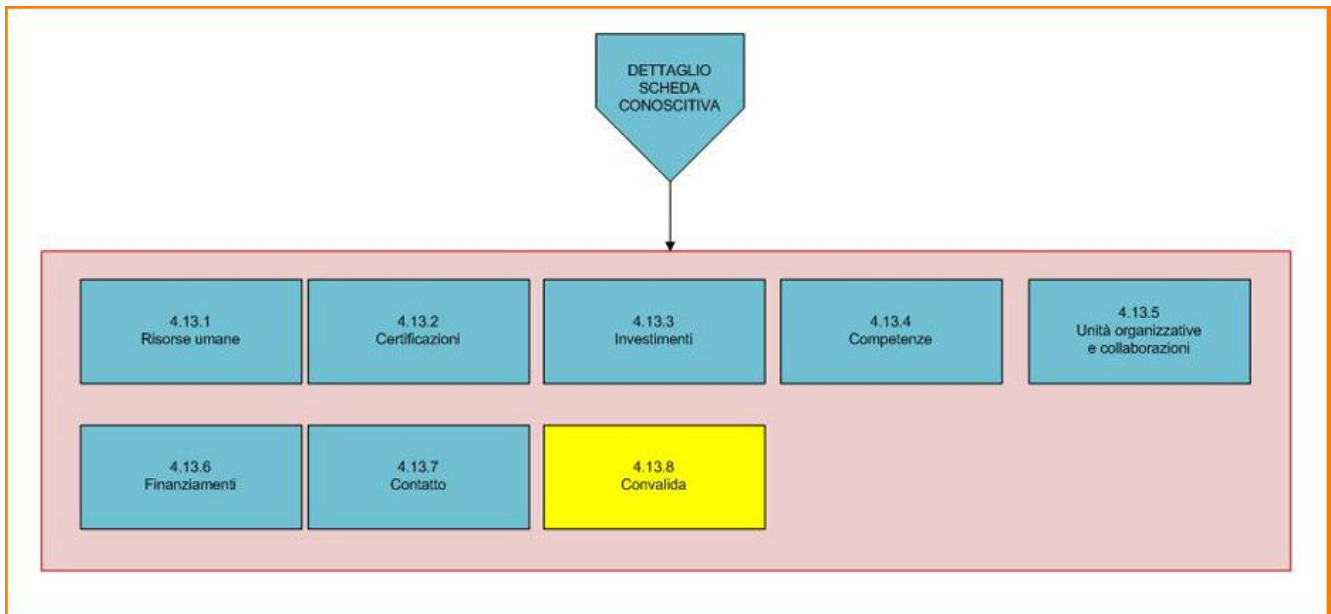 DETTAGLIO
SCHEDA
CONOSCITIVA
4.13.1
Risorse umane
4.13.2
Certificazioni
4.13.3
Investimenti
4.13.4
Competenze
4.13.5
Unità organizzative
e collaborazioni
4.13.6
Finanziamenti
4.13.7
Contatto
4.13.8
Convalida